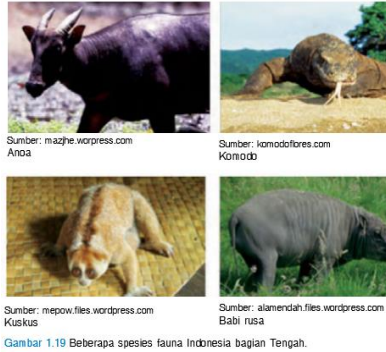 Sumber: mazjhe.worpress.com
Anoa
Sumber: komodoflores.com
Komodo
Sumber: mepow.files.wordpress.com
Kuskus
Sumber: alamendah.files.wordpress.com
Babi rusa
Gambar 1.19 Beberapa spesies fauna Indonesia bagian Tengah.